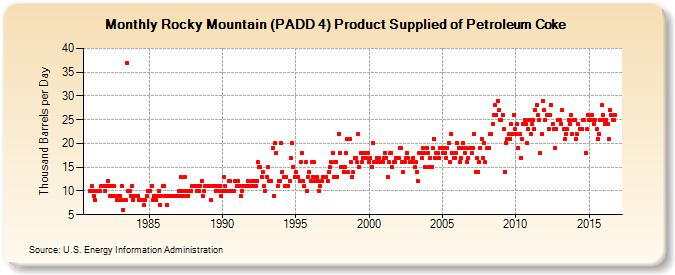 Monthly Rocky Mountain (PADD 4) Product Supplied of Petroleum Coke
Thousand Barrels per Day
40
35
30
25
20
15
10
5
1985 1990 1995 2000 2005 2010 2015
Source: U.S. Energy Information Administration